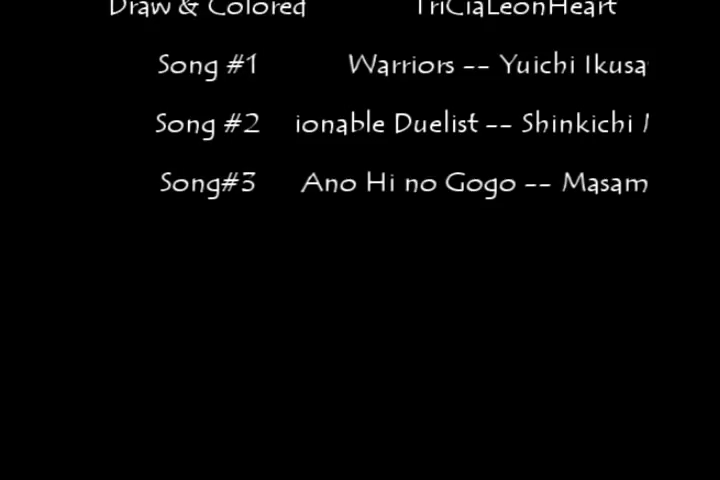 Draw & Colored TriCiaLeonHeart
Song #1 Warriors -- Yuichi Ikusa
Song #2 ionable Duelist -- Shinkichi
Song#3 Ano Hi no Gogo -- Masam